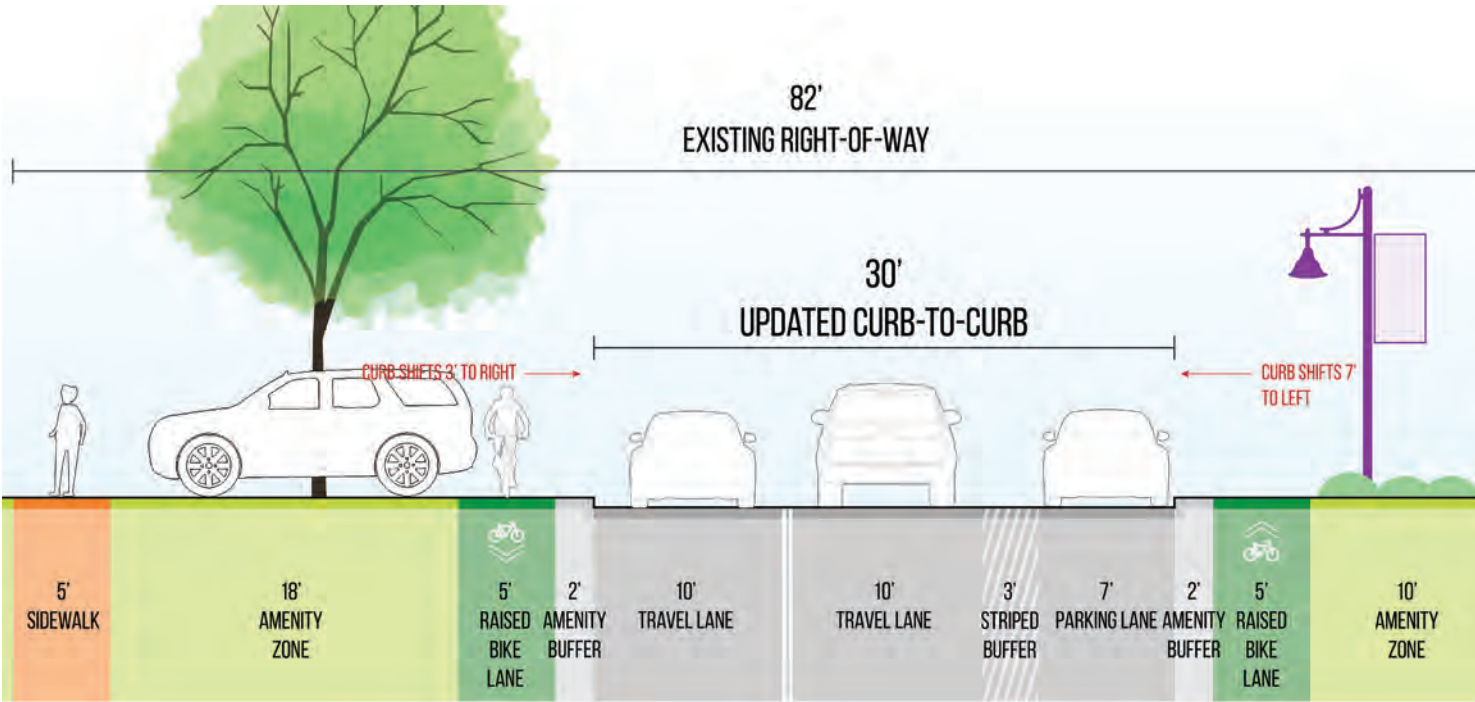 82'
EXISTING RIGHT-OF-WAY
30'
UPDATED CURB-TO-CURB
CURB SHIFTS 3' TO RIGHT
CURB SHIFTS 7'
TO LEFT
5'
SIDEWALK
18'
AMENITY
ZONE
5'
RAISED
BIKE
LANE
2'
AMENITY
BUFFER
10'
TRAVEL LANE
10'
TRAVEL LANE
3'
STRIPED
BUFFER
7'
PARKING LANE
2'
AMENITY
BUFFER
5'
RAISED
BIKE
LANE
10'
AMENITY
ZONE